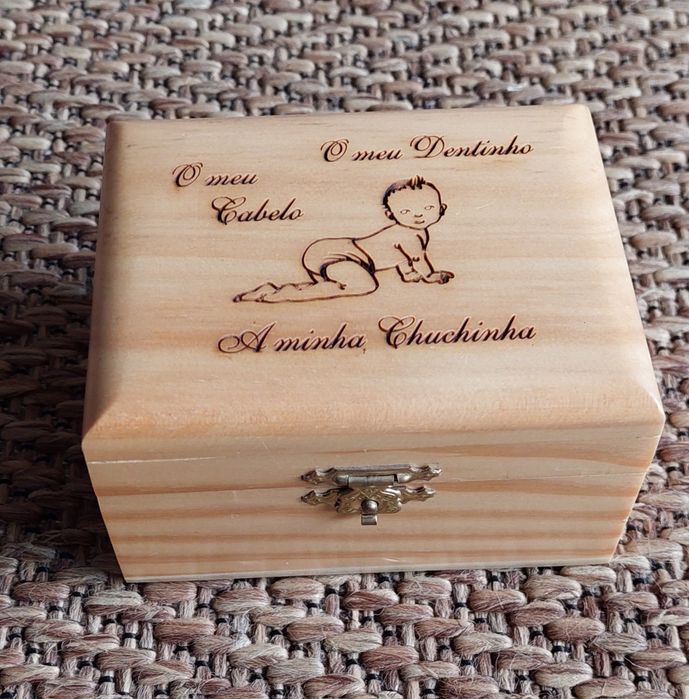 O meu Dentinho
O meu
Cabelo
A minha Chuchinha